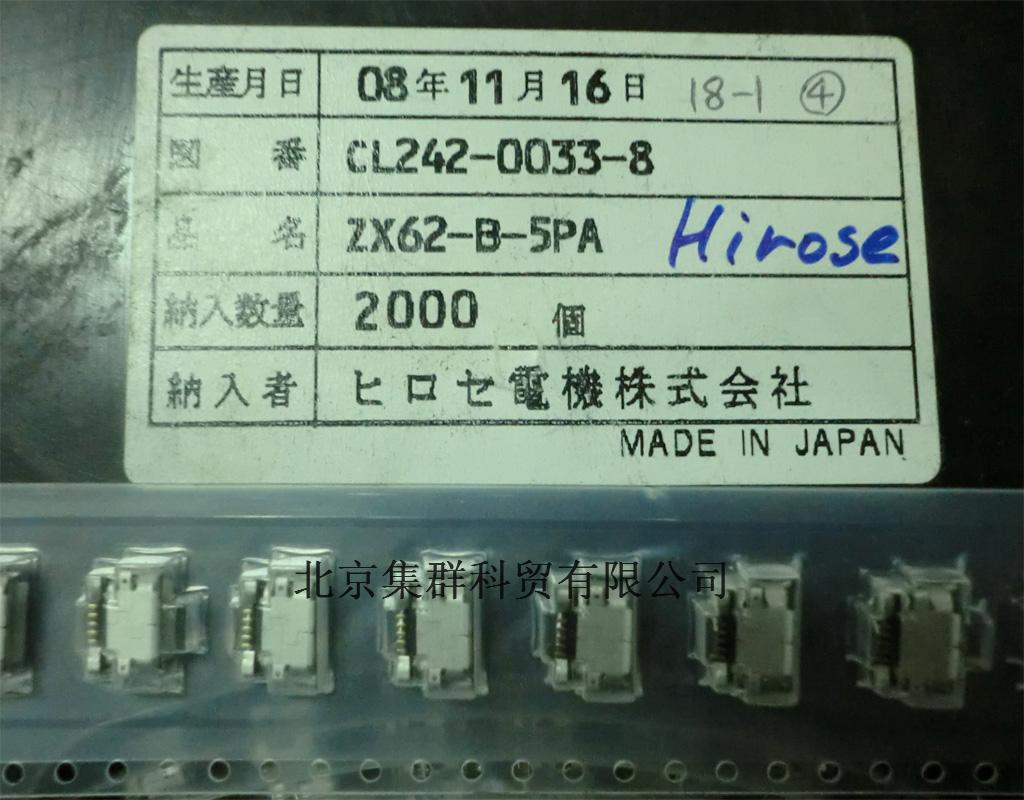 生産月日 08年11月16日 18-1 ④
図番 CL242-0033-8
品名 ZX62-B-5PA Hirose
納入数量 2000 個
納入者 ヒロセ電機株式会社
MADE IN JAPAN
北京集群科贸有限公司